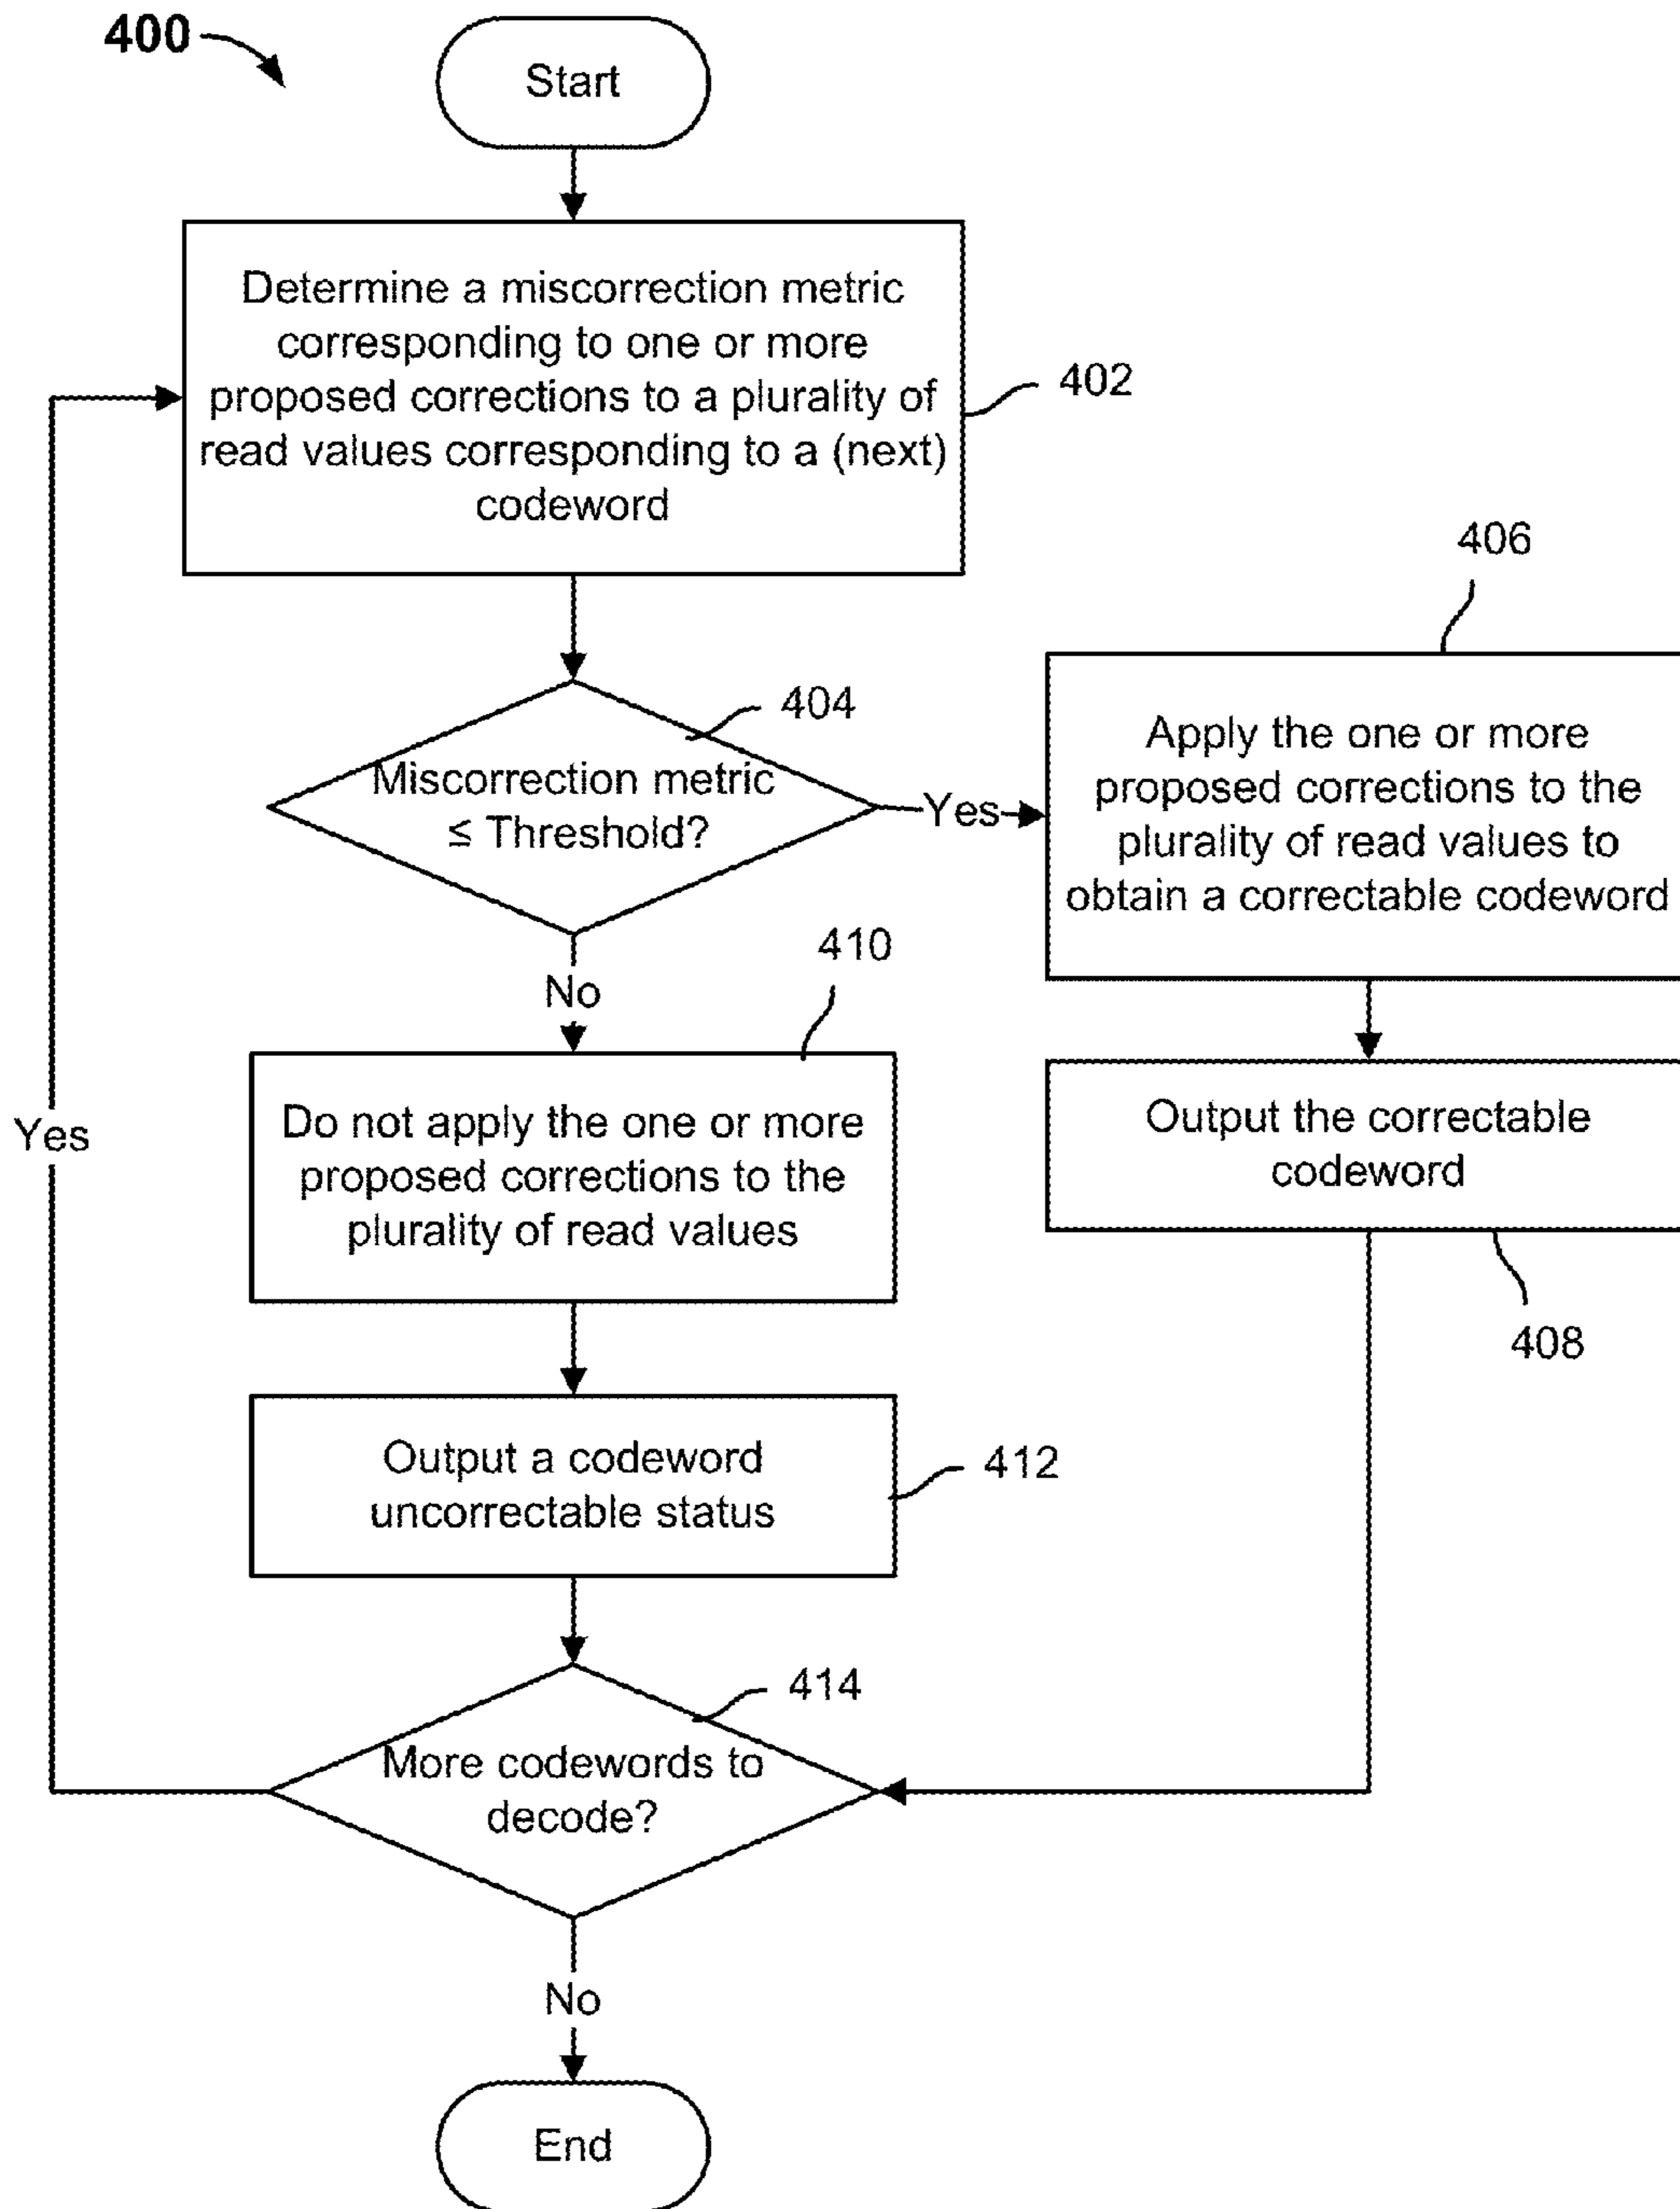 400
Start
Determine a miscorrection metric
corresponding to one or more
proposed corrections to a plurality of
read values corresponding to a (next)
codeword
402
404
Miscorrection metric
≤ Threshold?
Yes
406
Apply the one or more
proposed corrections to the
plurality of read values to
obtain a correctable codeword
No
410
Do not apply the one or more
proposed corrections to the
plurality of read values
Output the correctable
codeword
408
Yes
Output a codeword
uncorrectable status
412
414
More codewords to
decode?
No
End